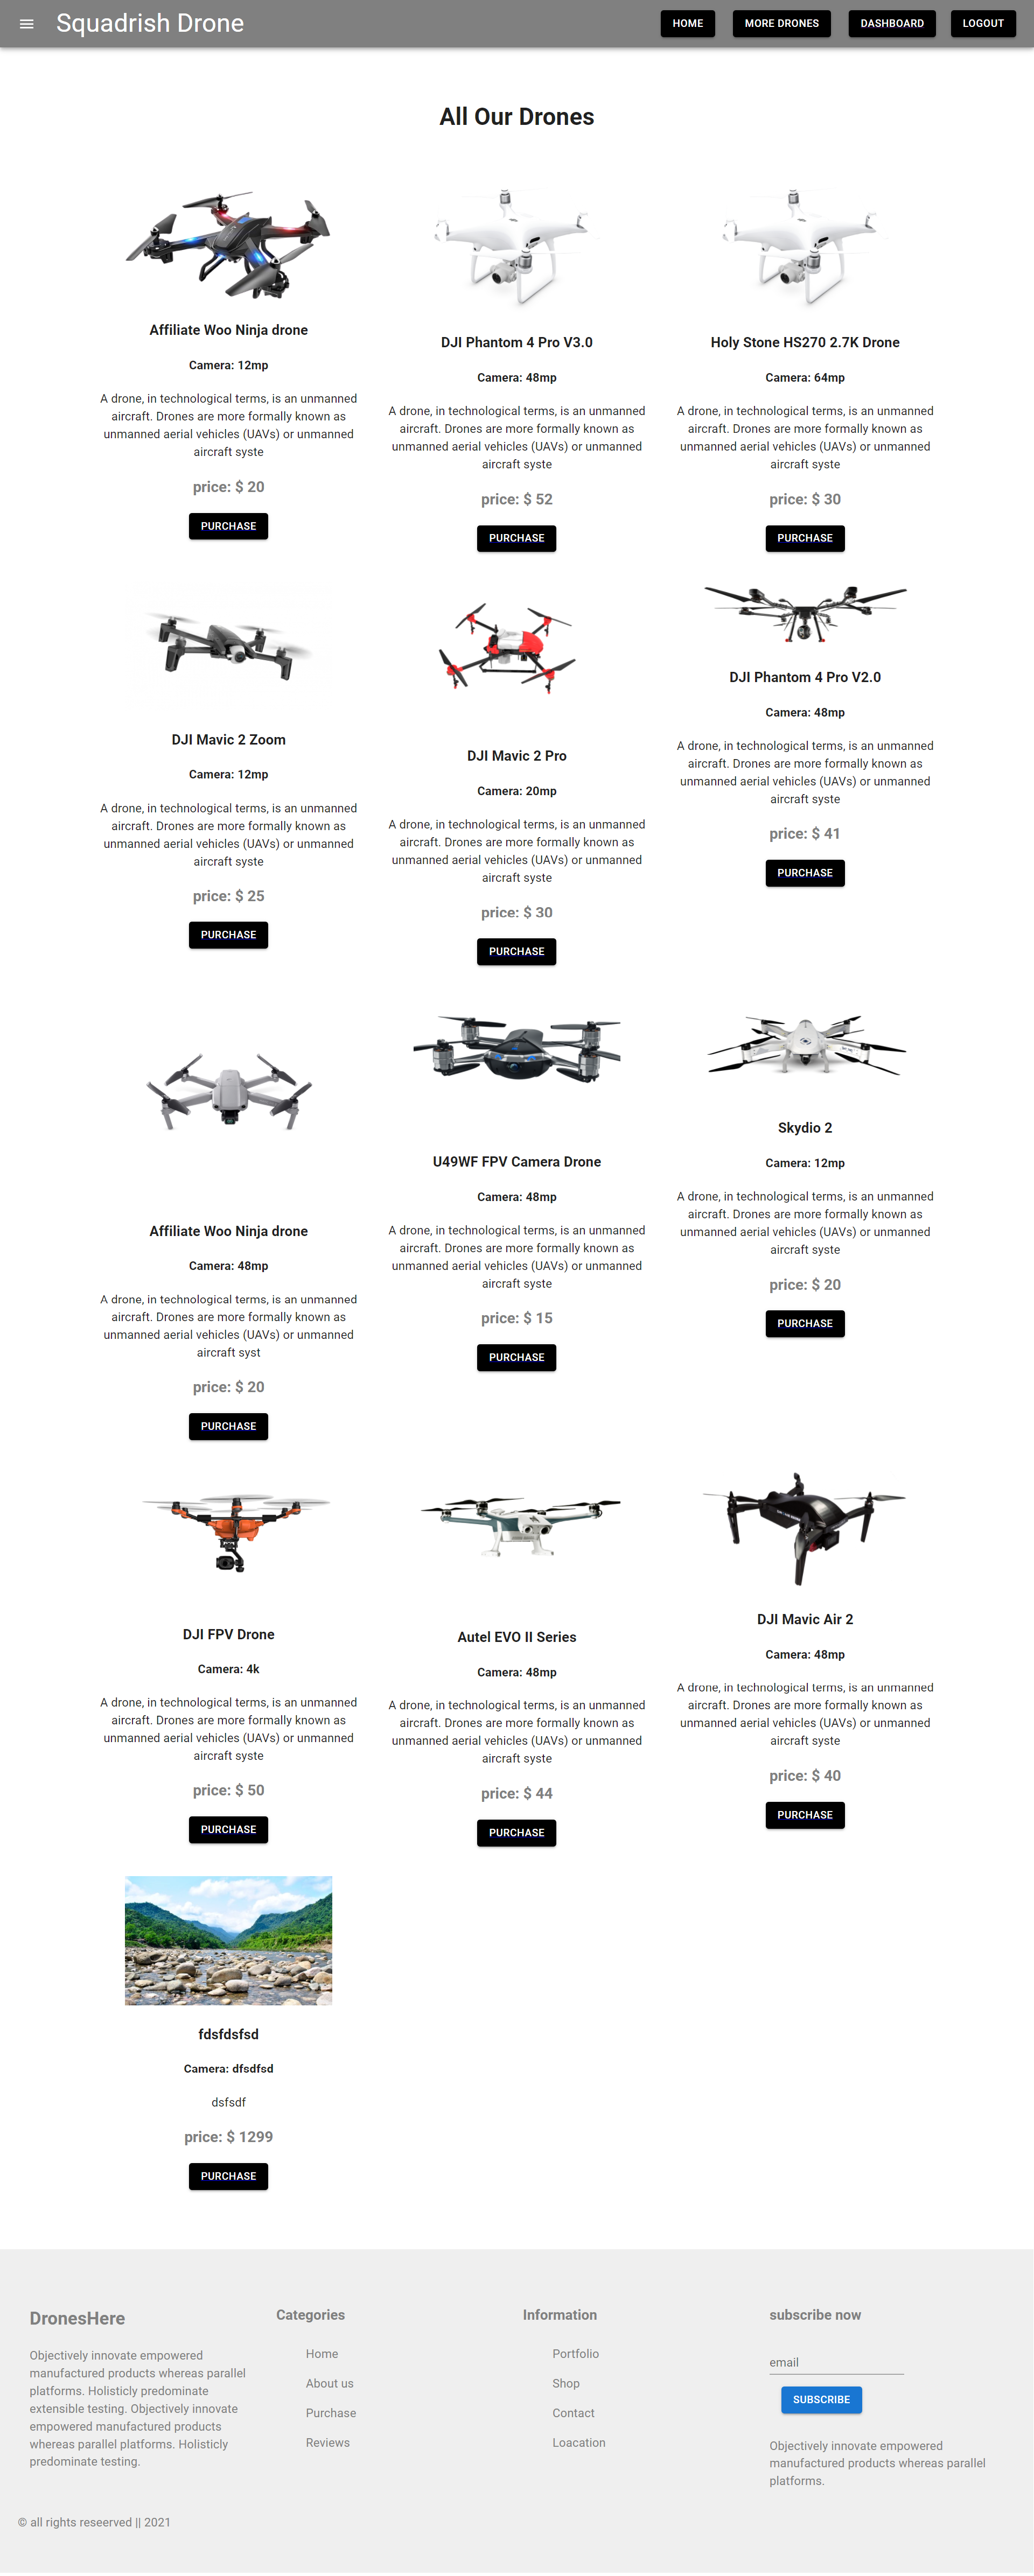 Squadrish Drone
HOME
MORE DRONES
DASHBOARD
LOGOUT
All Our Drones
Affiliate Woo Ninja drone
Camera: 12mp
A drone, in technological terms, is an unmanned
aircraft. Drones are more formally known as
unmanned aerial vehicles (UAVs) or unmanned
aircraft syste
price: $ 20
PURCHASE
DJI Phantom 4 Pro V3.0
Camera: 48mp
A drone, in technological terms, is an unmanned
aircraft. Drones are more formally known as
unmanned aerial vehicles (UAVs) or unmanned
aircraft syste
price: $ 52
PURCHASE
Holy Stone HS270 2.7K Drone
Camera: 64mp
A drone, in technological terms, is an unmanned
aircraft. Drones are more formally known as
unmanned aerial vehicles (UAVs) or unmanned
aircraft syste
price: $ 30
PURCHASE
DJI Mavic 2 Zoom
Camera: 12mp
A drone, in technological terms, is an unmanned
aircraft. Drones are more formally known as
unmanned aerial vehicles (UAVs) or unmanned
aircraft syste
price: $ 25
PURCHASE
DJI Mavic 2 Pro
Camera: 20mp
A drone, in technological terms, is an unmanned
aircraft. Drones are more formally known as
unmanned aerial vehicles (UAVs) or unmanned
aircraft syste
price: $ 30
PURCHASE
DJI Phantom 4 Pro V2.0
Camera: 48mp
A drone, in technological terms, is an unmanned
aircraft. Drones are more formally known as
unmanned aerial vehicles (UAVs) or unmanned
aircraft syste
price: $ 41
PURCHASE
Affiliate Woo Ninja drone
Camera: 48mp
A drone, in technological terms, is an unmanned
aircraft. Drones are more formally known as
unmanned aerial vehicles (UAVs) or unmanned
aircraft syst
price: $ 20
PURCHASE
U49WF FPV Camera Drone
Camera: 48mp
A drone, in technological terms, is an unmanned
aircraft. Drones are more formally known as
unmanned aerial vehicles (UAVs) or unmanned
aircraft syste
price: $ 15
PURCHASE
Skydio 2
Camera: 12mp
A drone, in technological terms, is an unmanned
aircraft. Drones are more formally known as
unmanned aerial vehicles (UAVs) or unmanned
aircraft syste
price: $ 20
PURCHASE
DJI FPV Drone
Camera: 4k
A drone, in technological terms, is an unmanned
aircraft. Drones are more formally known as
unmanned aerial vehicles (UAVs) or unmanned
aircraft syste
price: $ 50
PURCHASE
Autel EVO II Series
Camera: 48mp
A drone, in technological terms, is an unmanned
aircraft. Drones are more formally known as
unmanned aerial vehicles (UAVs) or unmanned
aircraft syste
price: $ 44
PURCHASE
DJI Mavic Air 2
Camera: 48mp
A drone, in technological terms, is an unmanned
aircraft. Drones are more formally known as
unmanned aerial vehicles (UAVs) or unmanned
aircraft syste
price: $ 40
PURCHASE
fdsfdsfsd
Camera: dfsdfsd
dsfsdf
price: $ 1299
PURCHASE
DronesHere
Objectively innovate empowered
manufactured products whereas parallel
platforms. Holisticly predominate
extensible testing. Objectively innovate
empowered manufactured products
whereas parallel platforms. Holisticly
predominate testing.
Categories
Home
About us
Purchase
Reviews
Information
Portfolio
Shop
Contact
Loacation
subscribe now
email
SUBSCRIBE
Objectively innovate empowered
manufactured products whereas parallel
platforms.
© all rights reseerved || 2021